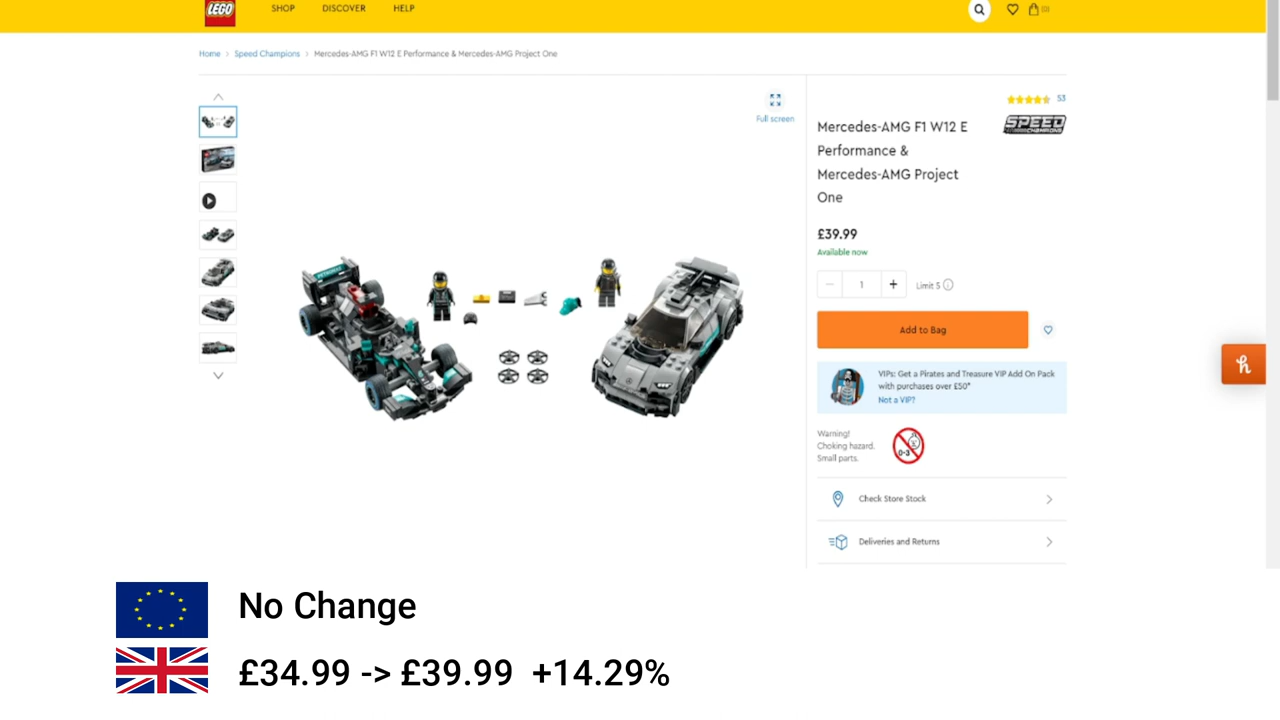 LEGO
SHOP DISCOVER HELP
Home > Speed Champions > Mercedes-AMG F1 W12 E Performance & Mercedes-AMG Project One
Full screen
53
SPEED
CHAMPIONS
Mercedes-AMG F1 W12 E
Performance &
Mercedes-AMG Project
One
£39.99
Available now
1
Limit 5
Add to Bag
VIPs: Get a Pirates and Treasure VIP Add On Pack
with purchases over £50*
Not a VIP?
Warning!
Choking hazard.
Small parts.
0-3
Check Store Stock
Deliveries and Returns
PETRONAS
h
No Change
£34.99 -> £39.99 +14.29%